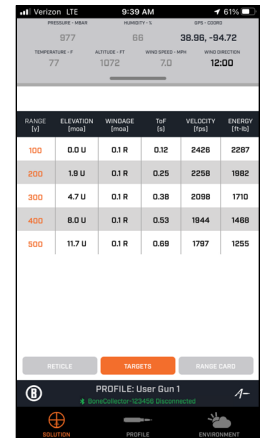 Verizon LTE 9:39 AM 61%
PRESSURE - MBAR HUMIDITY - % GPS - COORD
977 66 38.96, -94.72
TEMPERATURE - F ALTITUDE - FT WIND SPEED - MPH WIND DIRECTION
77 1072 7.0 12:00
RANGE ELEVATION WINDAGE ToF VELOCITY ENERGY
(y) (moa) (moa) (s) (fps) (ft-lb)
100 0.0 U 0.1 R 0.12 2426 2287
200 1.9 U 0.1 R 0.25 2258 1982
300 4.7 U 0.1 R 0.38 2098 1710
400 8.0 U 0.1 R 0.53 1944 1468
500 11.7 U 0.1 R 0.69 1797 1255
RETICLE TARGETS RANGE CARD
PROFILE: User Gun 1
BoneCollector-123456 Disconnected
SOLUTION PROFILE ENVIRONMENT